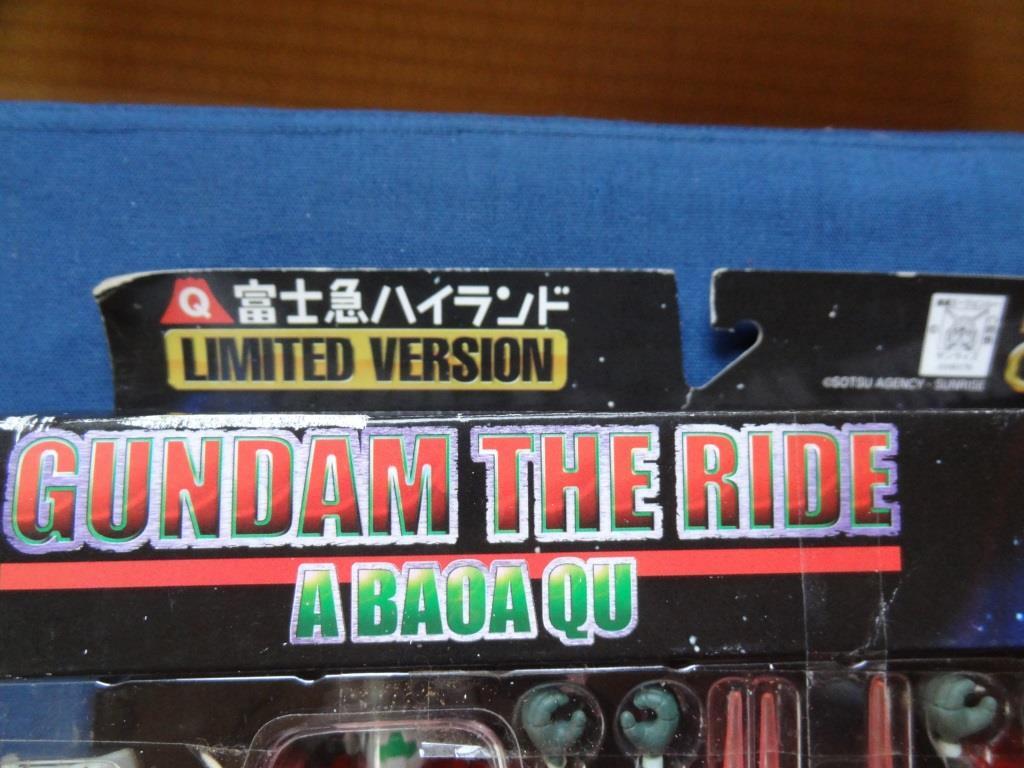 Q 富士急ハイランド
LIMITED VERSION
©SOTSU AGENCY・SUNRISE
GUNDAM THE RIDE
A BAOA QU